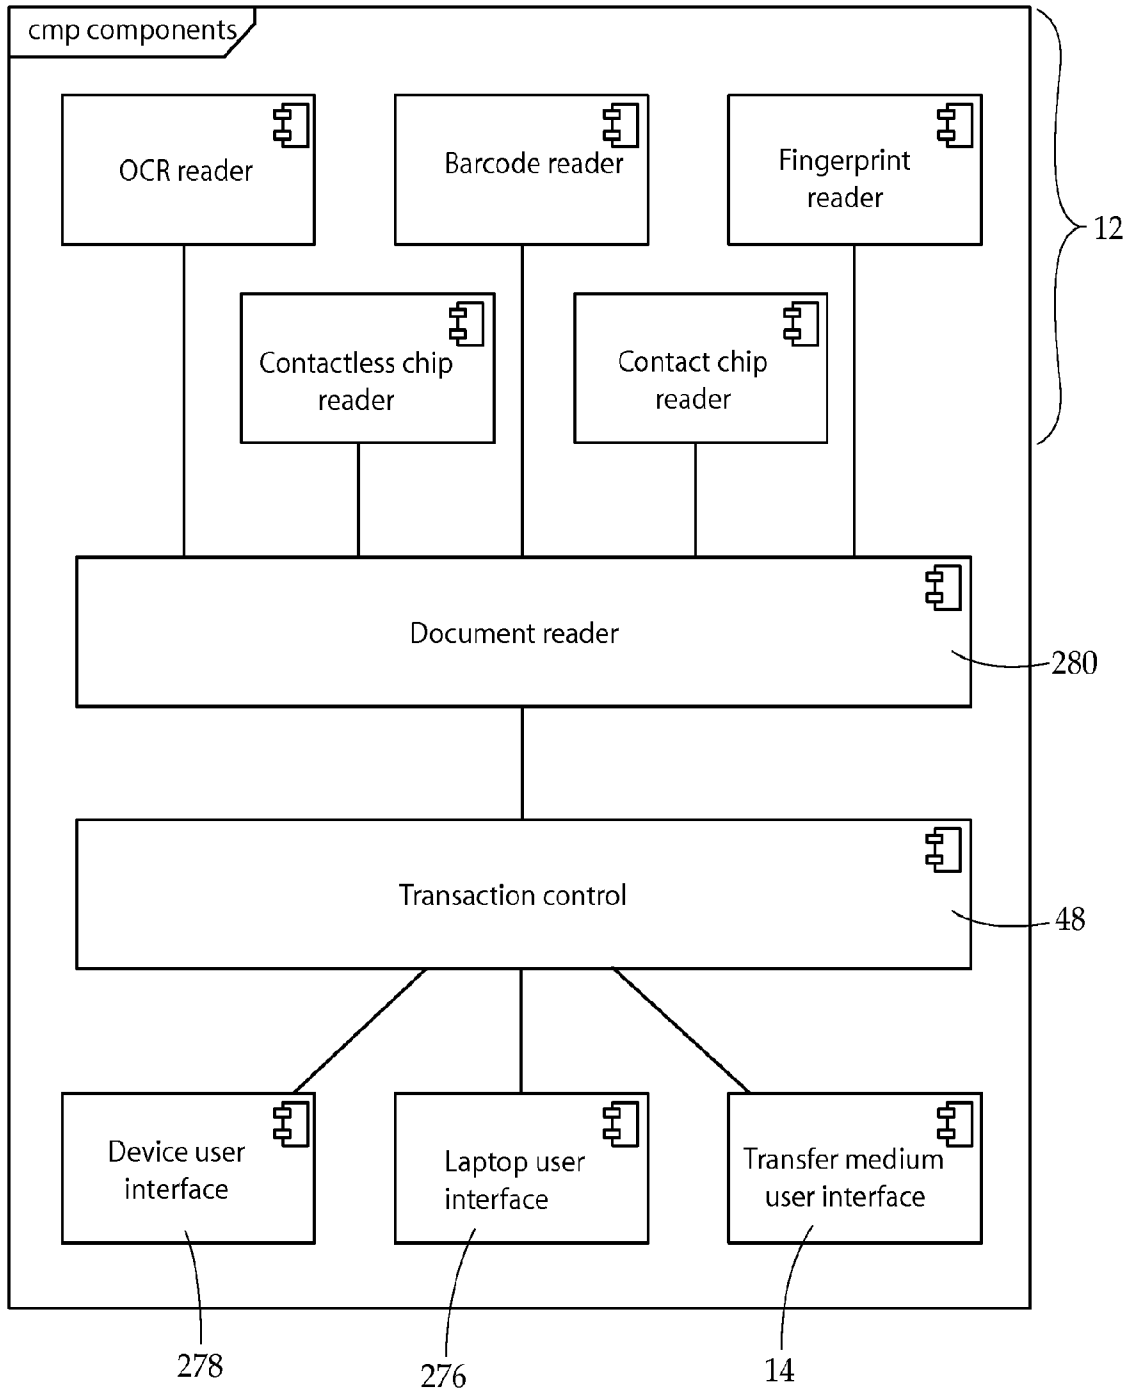 cmp components
OCR reader
Barcode reader
Fingerprint
reader
12
Contactless chip
reader
Contact chip
reader
Document reader
280
Transaction control
48
Device user
interface
Laptop user
interface
Transfer medium
user interface
278
276
14